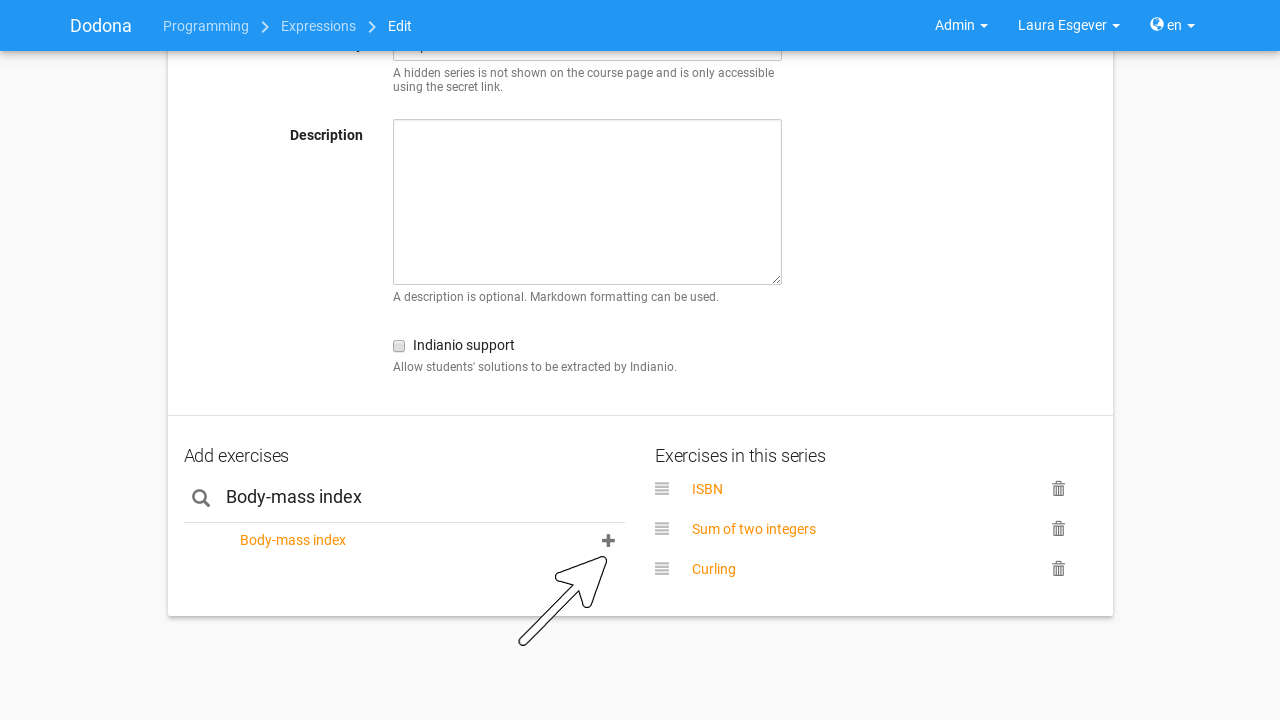 Dodona Programming Expressions Edit Admin Laura Esgever en
A hidden series is not shown on the course page and is only accessible
using the secret link.
Description
A description is optional. Markdown formatting can be used.
Indianio support
Allow students' solutions to be extracted by Indianio.
Add exercises
Body-mass index
Body-mass index
Exercises in this series
ISBN
Sum of two integers
Curling